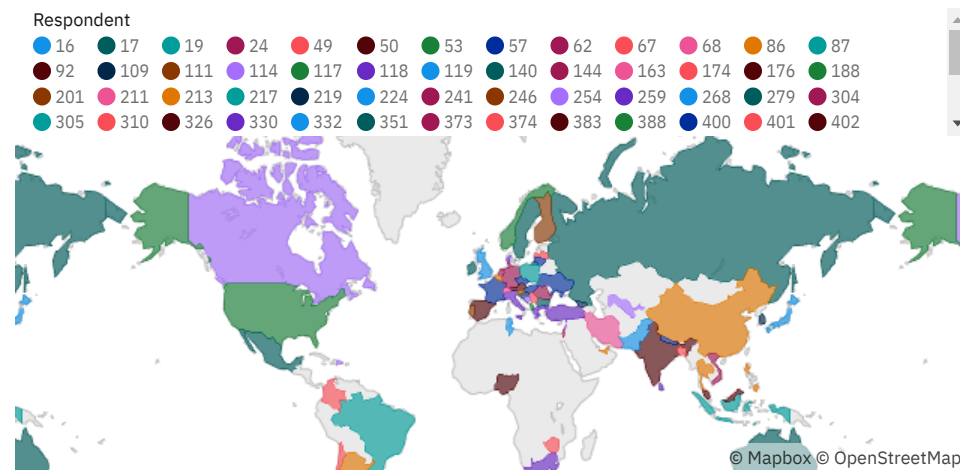 Respondent
16 17 19 24 49 50 53 57 62 67 68 86 87
92 109 111 114 117 118 119 140 144 163 174 176 188
201 211 213 217 219 224 241 246 254 259 268 279 304
305 310 326 330 332 351 373 374 383 388 400 401 402
© Mapbox © OpenStreetMap